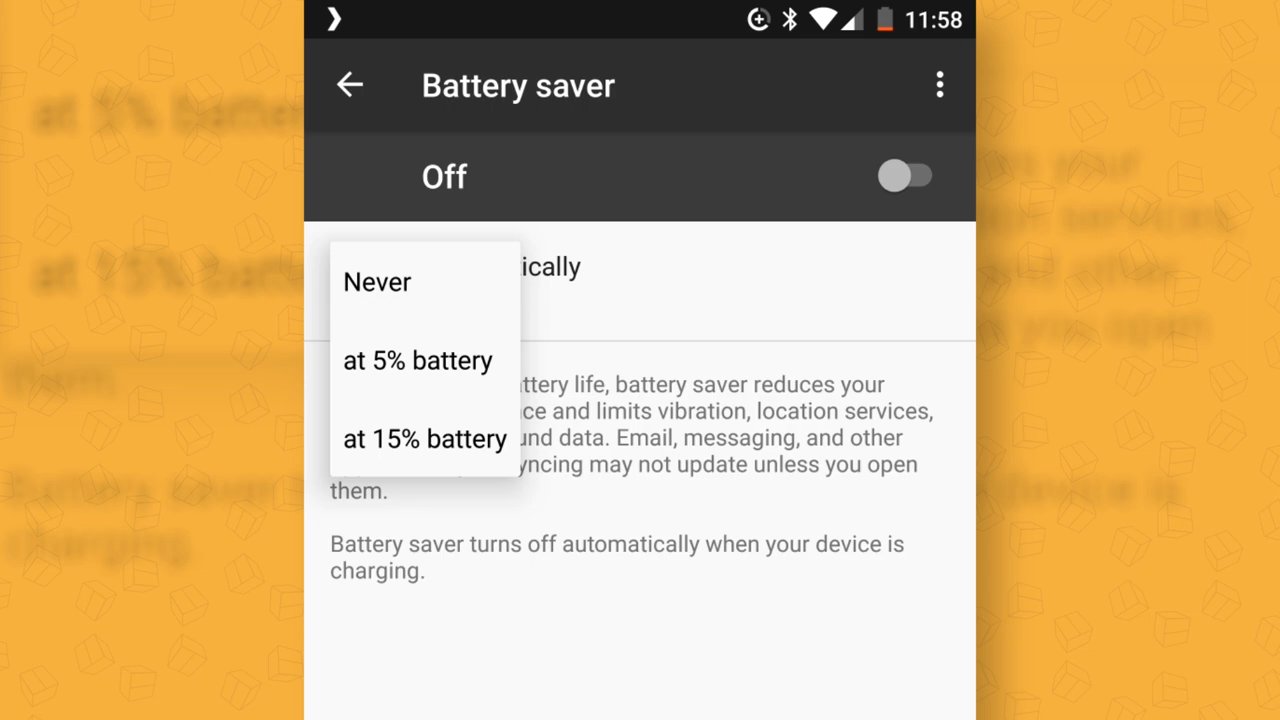 11:58
Battery saver
Off
ically
Never
at 5% battery
at 15% battery
ttery life, battery saver reduces your
ce and limits vibration, location services,
und data. Email, messaging, and other
yncing may not update unless you open
them.
Battery saver turns off automatically when your device is
charging.